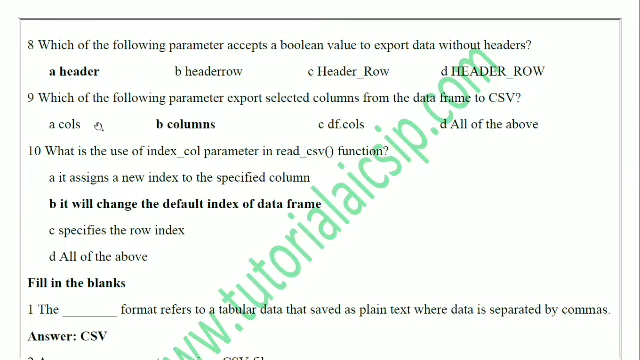 8 Which of the following parameter accepts a boolean value to export data without headers?
a header b headerrow c Header_Row d HEADER_ROW
9 Which of the following parameter export selected columns from the data frame to CSV?
a cols b columns c df.cols d All of the above
10 What is the use of index_col parameter in read_csv() function?
a it assigns a new index to the specified column
b it will change the default index of data frame
c specifies the row index
d All of the above
Fill in the blanks
1 The ________ format refers to a tabular data that saved as plain text where data is separated by commas.
Answer: CSV
www.tutorialaicsip.com